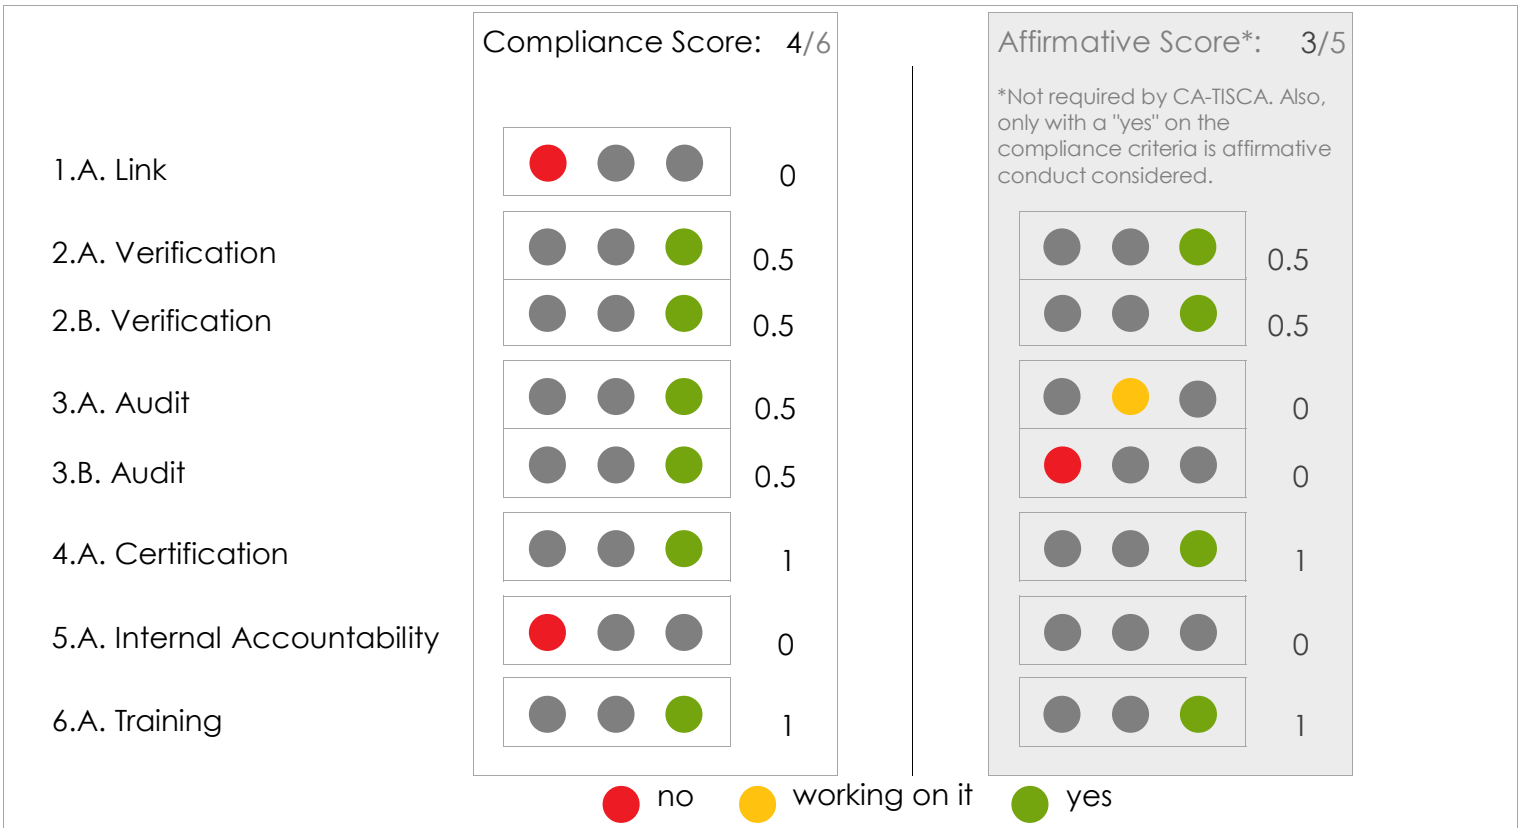 Compliance Score: 4/6
Affirmative Score*: 3/5
*Not required by CA-TISCA. Also,
only with a "yes" on the
compliance criteria is affirmative
conduct considered.
1.A. Link 0
2.A. Verification 0.5 0.5
2.B. Verification 0.5 0.5
3.A. Audit 0.5 0
3.B. Audit 0.5 0
4.A. Certification 1 1
5.A. Internal Accountability 0 0
6.A. Training 1 1
no working on it yes